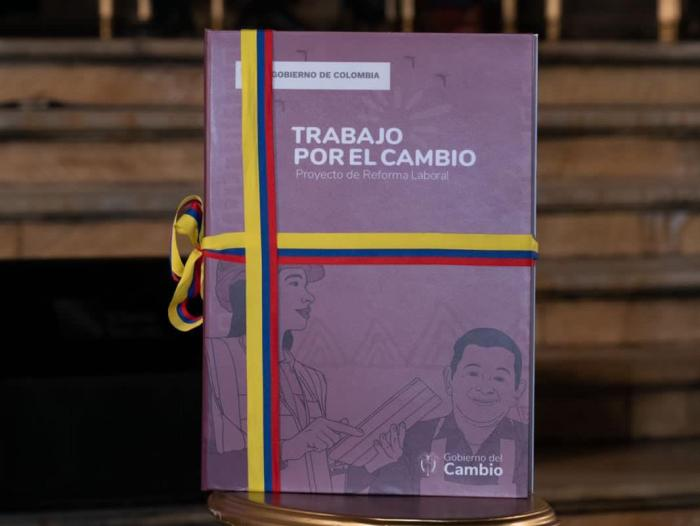 GOBIERNO DE COLOMBIA
TRABAJO
POR EL CAMBIO
Proyecto de Reforma Laboral
Gobierno del
Cambio